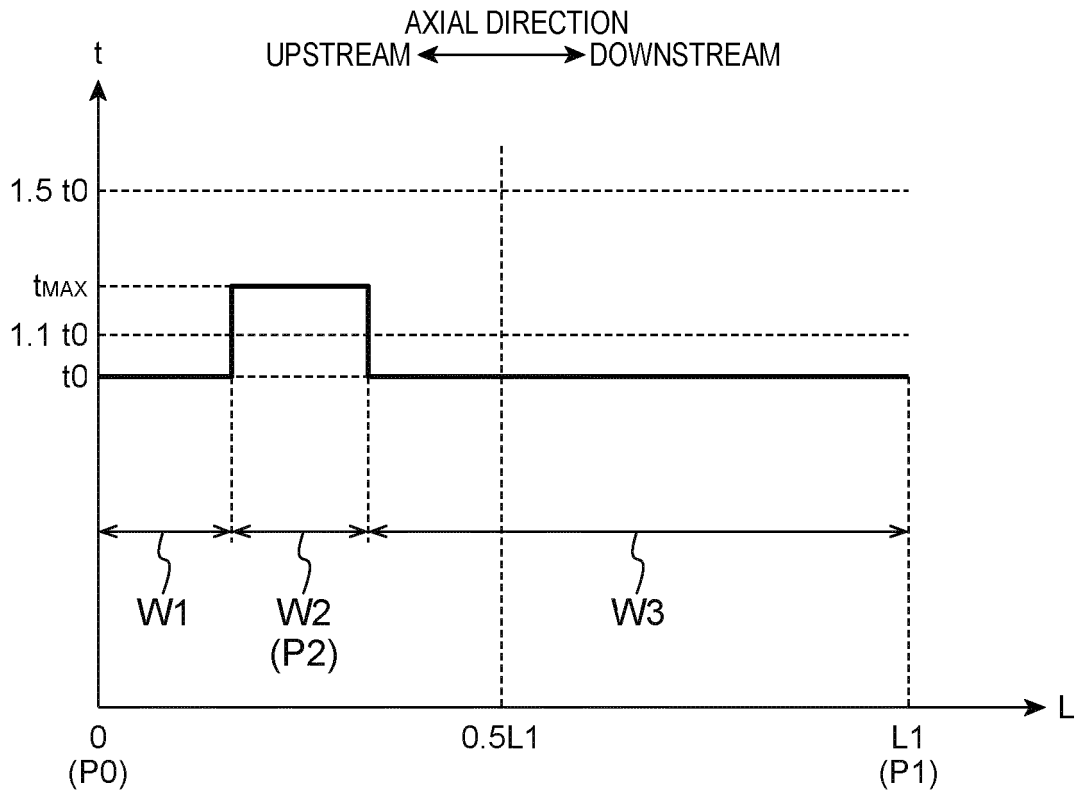 AXIAL DIRECTION
UPSTREAM DOWNSTREAM
t
1.5 t0
tMAX
1.1 t0
t0
W1 W2 W3
(P2)
L
0 0.5L1 L1
(P0) (P1)